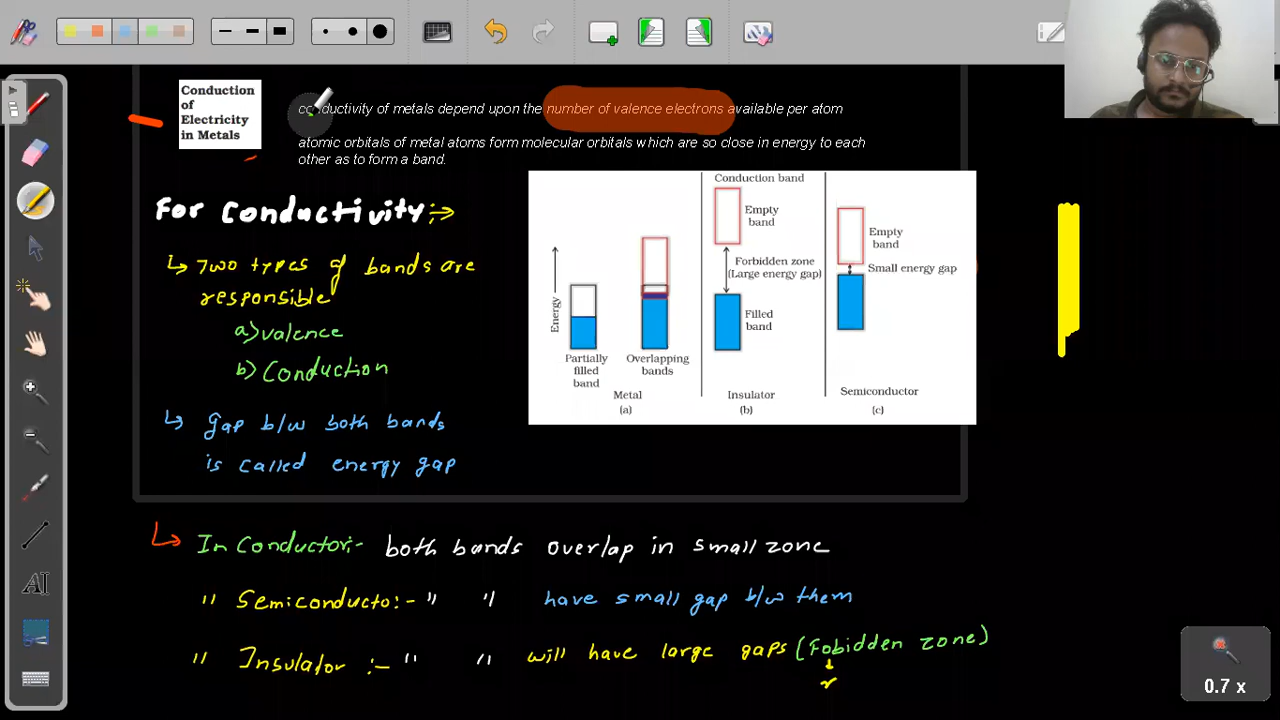 Conduction
of
Electricity
in Metals
conductivity of metals depend upon the number of valence electrons available per atom
atomic orbitals of metal atoms form molecular orbitals which are so close in energy to each
other as to form a band.
For Conductivity :→
↳ Two types of bands are
responsible
a) valence
b) Conduction
↳ Gap b/w both bands
is called energy gap
Conduction band
Empty
band
Forbidden zone
(Large energy gap)
Filled
band
Empty
band
Small energy gap
Energy
Partially
filled
band
Overlapping
bands
Metal
(a)
Insulator
(b)
Semiconductor
(c)
↳ In Conductor:- both bands overlap in small zone
" Semiconducto:- " " have small gap b/w them
" Insulator :- " " will have large gaps (Fobidden zone)
r
AI
0.7 x